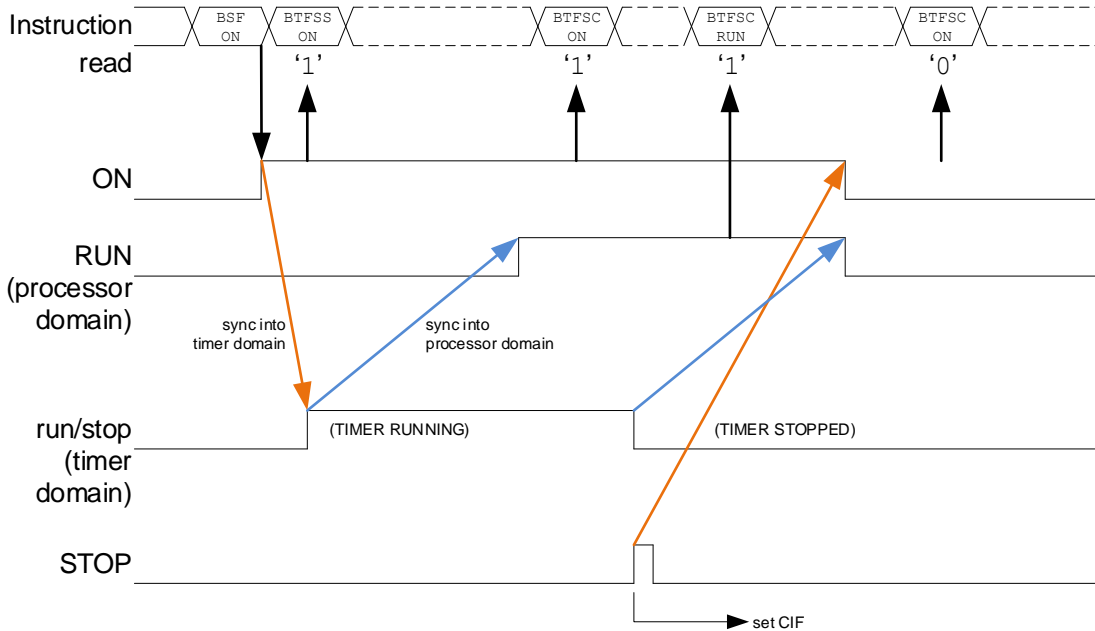 Instruction
BSF
ON
BTFSS
ON
BTFSC
ON
BTFSC
RUN
BTFSC
ON
read
‘1’
‘1’
‘1’
‘0’
ON
RUN
(processor
domain)
sync into
timer domain
sync into
processor domain
run/stop
(timer
domain)
(TIMER RUNNING)
(TIMER STOPPED)
STOP
set CIF